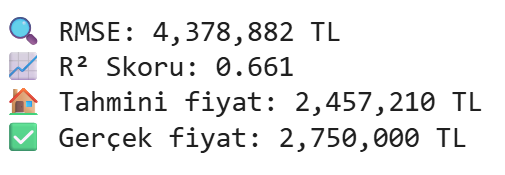 🔍 RMSE: 4,378,882 TL
📈 R² Skoru: 0.661
🏠 Tahmini fiyat: 2,457,210 TL
✅ Gerçek fiyat: 2,750,000 TL